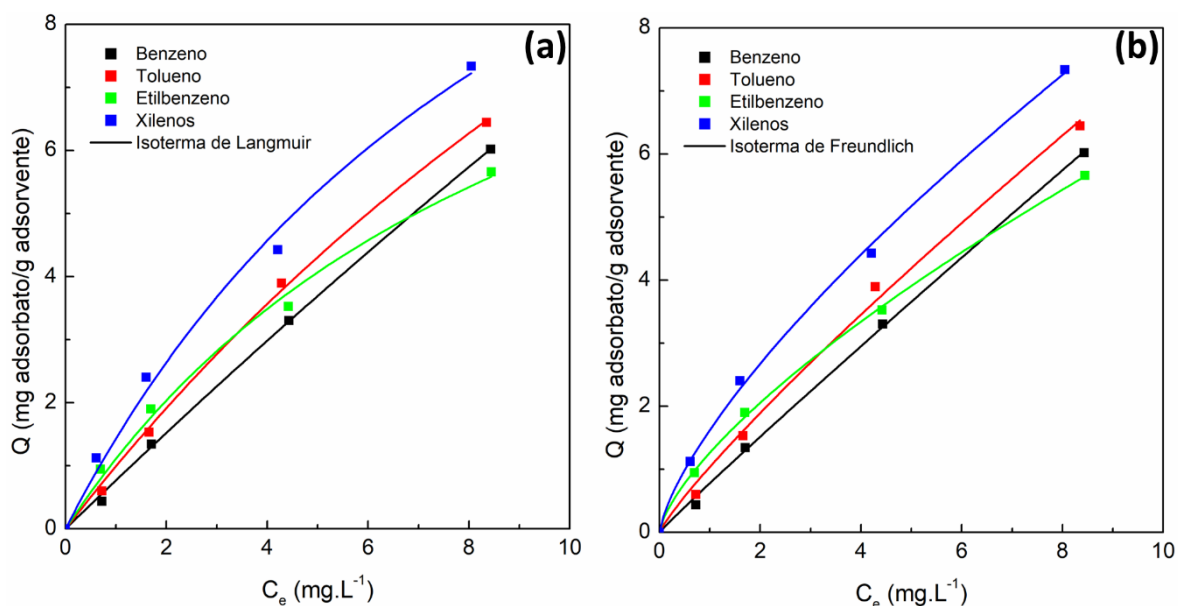 (a)
Benzeno
Tolueno
Etilbenzeno
Xilenos
Isoterma de Langmuir
Q (mg adsorbato/g adsorvente)
8
6
4
2
0
0 2 4 6 8 10
Cₑ (mg.L⁻¹)
(b)
Benzeno
Tolueno
Etilbenzeno
Xilenos
Isoterma de Freundlich
Q (mg adsorbato/g adsorvente)
8
6
4
2
0
0 2 4 6 8 10
Cₑ (mg.L⁻¹)